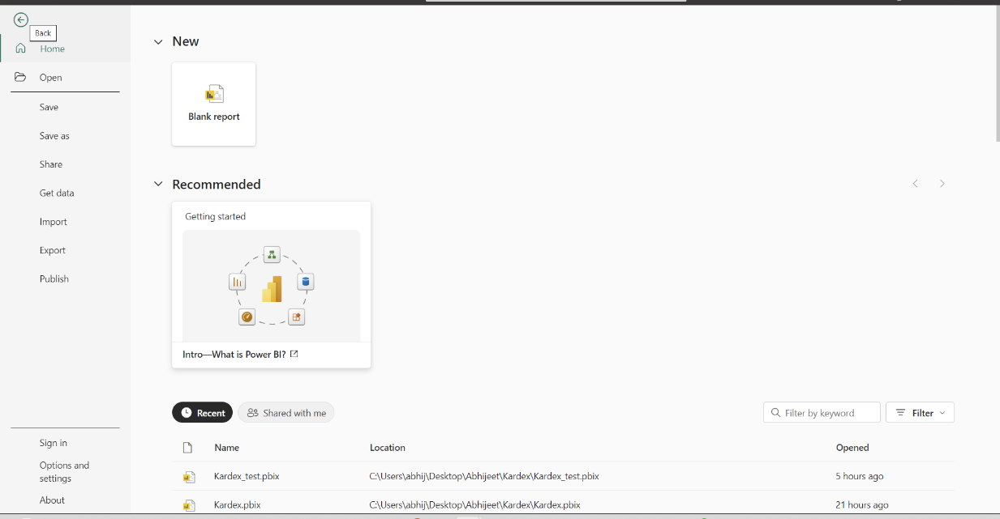 Back
Home
Open
Save
Save as
Share
Get data
Import
Export
Publish
Sign in
Options and
settings
About
New
Blank report
Recommended
Getting started
Intro—What is Power BI?
Recent
Shared with me
Filter by keyword
Filter
Name Location Opened
Kardex_test.pbix C:\Users\abhij\Desktop\Abhijeet\Kardex\Kardex_test.pbix 5 hours ago
Kardex.pbix C:\Users\abhij\Desktop\Abhijeet\Kardex\Kardex.pbix 21 hours ago